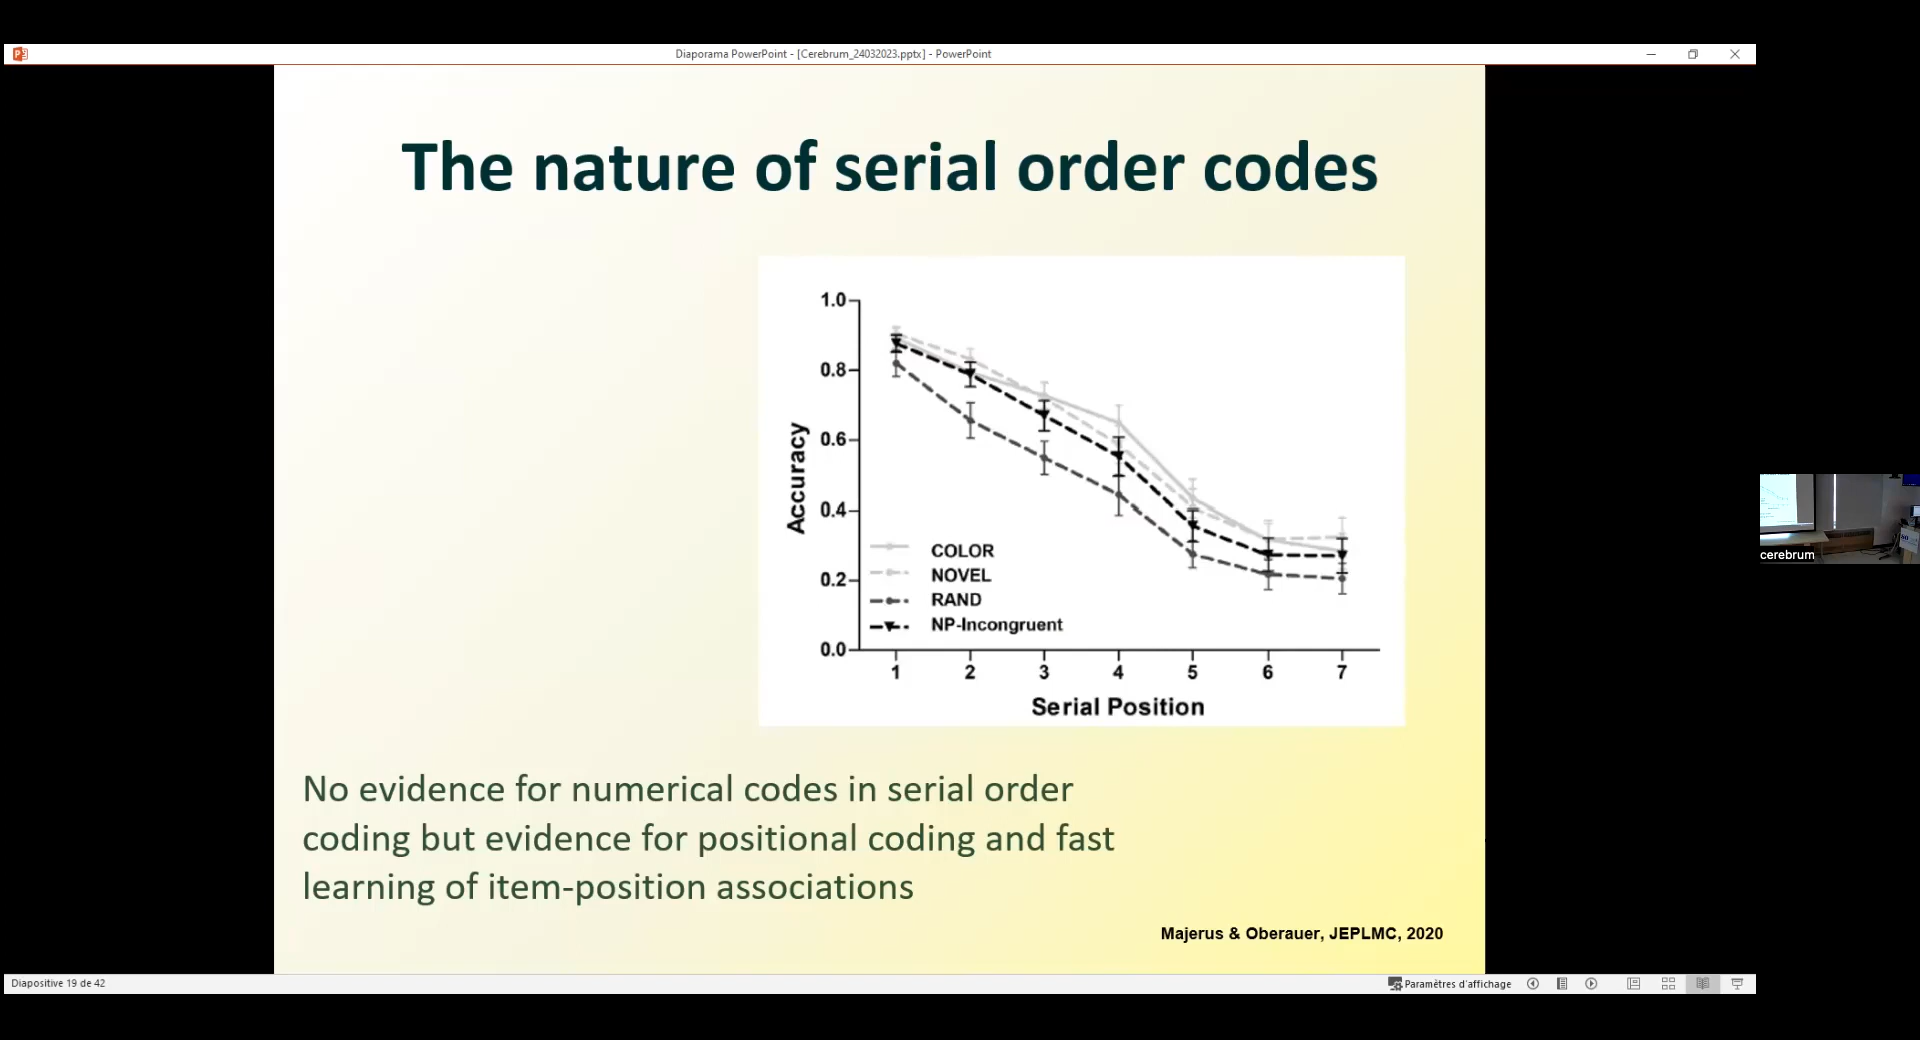 Diaporama PowerPoint - [Cerebrum_24032023.pptx] - PowerPoint
The nature of serial order codes
1.0
0.8
0.6
0.4
0.2
0.0
Accuracy
COLOR
NOVEL
RAND
NP-Incongruent
1 2 3 4 5 6 7
Serial Position
No evidence for numerical codes in serial order
coding but evidence for positional coding and fast
learning of item-position associations
Majerus & Oberauer, JEPLMC, 2020
cerebrum
Diapositive 19 de 42
Paramètres d'affichage